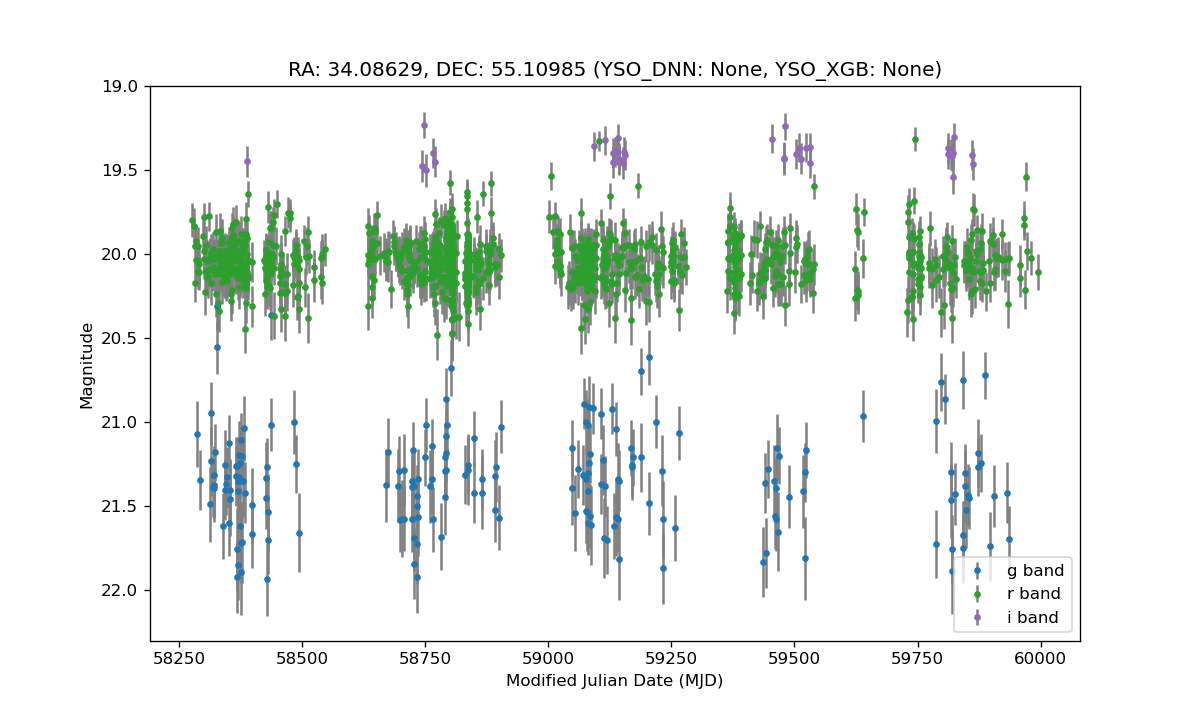 RA: 34.08629, DEC: 55.10985 (YSO_DNN: None, YSO_XGB: None)
19.0
19.5
20.0
20.5
21.0
21.5
22.0
Magnitude
g band
r band
i band
58250 58500 58750 59000 59250 59500 59750 60000
Modified Julian Date (MJD)